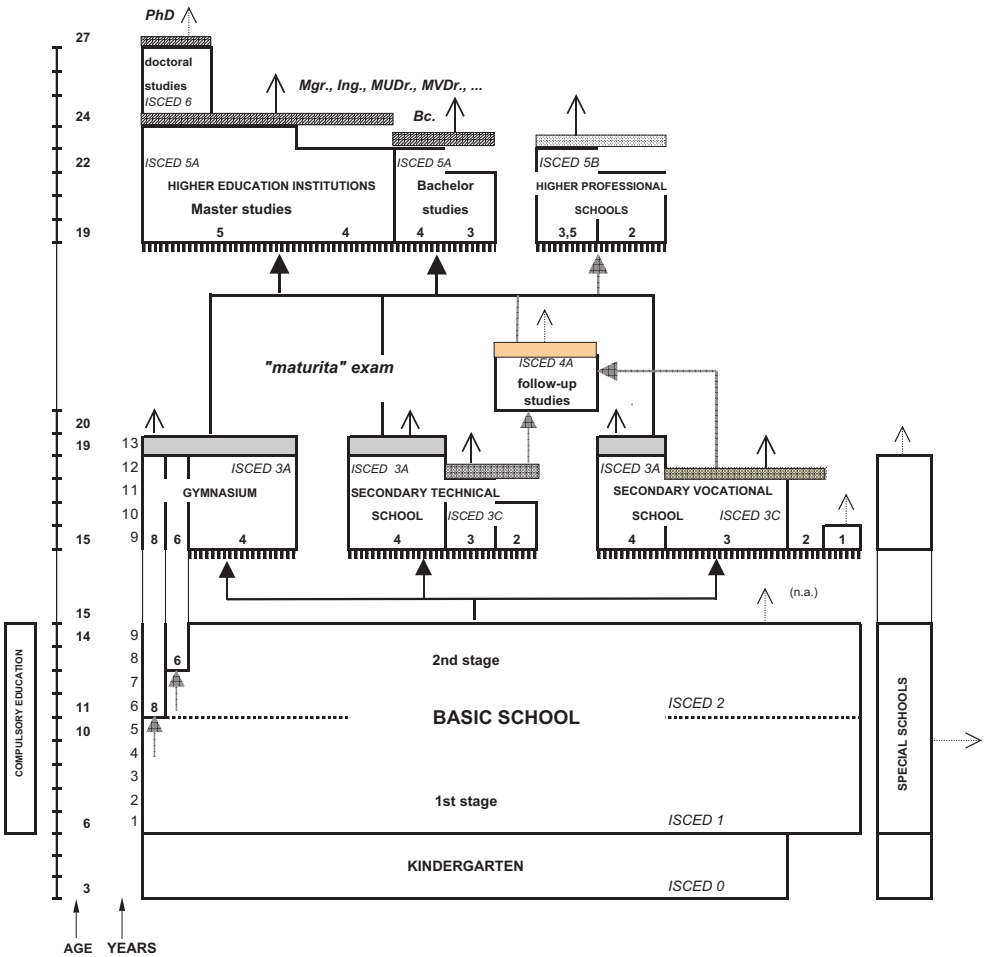 PhD
27
doctoral
studies
ISCED 6
Mgr., Ing., MUDr., MVDr., ...
24
Bc.
22
ISCED 5A
ISCED 5A
ISCED 5B
HIGHER EDUCATION INSTITUTIONS
Bachelor
HIGHER PROFESSIONAL
Master studies
studies
SCHOOLS
19
5
4
4
3
3,5
2
"maturita" exam
ISCED 4A
follow-up
studies
20
19
13
12
ISCED 3A
ISCED 3A
ISCED 3A
11
GYMNASIUM
SECONDARY TECHNICAL
SECONDARY VOCATIONAL
10
SCHOOL
ISCED 3C
SCHOOL
ISCED 3C
15
9
8
6
4
4
3
2
4
3
2
1
(n.a.)
15
14
9
8
6
2nd stage
7
11
6
8
ISCED 2
BASIC SCHOOL
10
5
4
3
2
1st stage
6
1
ISCED 1
COMPULSORY EDUCATION
SPECIAL SCHOOLS
KINDERGARTEN
3
ISCED 0
AGE
YEARS